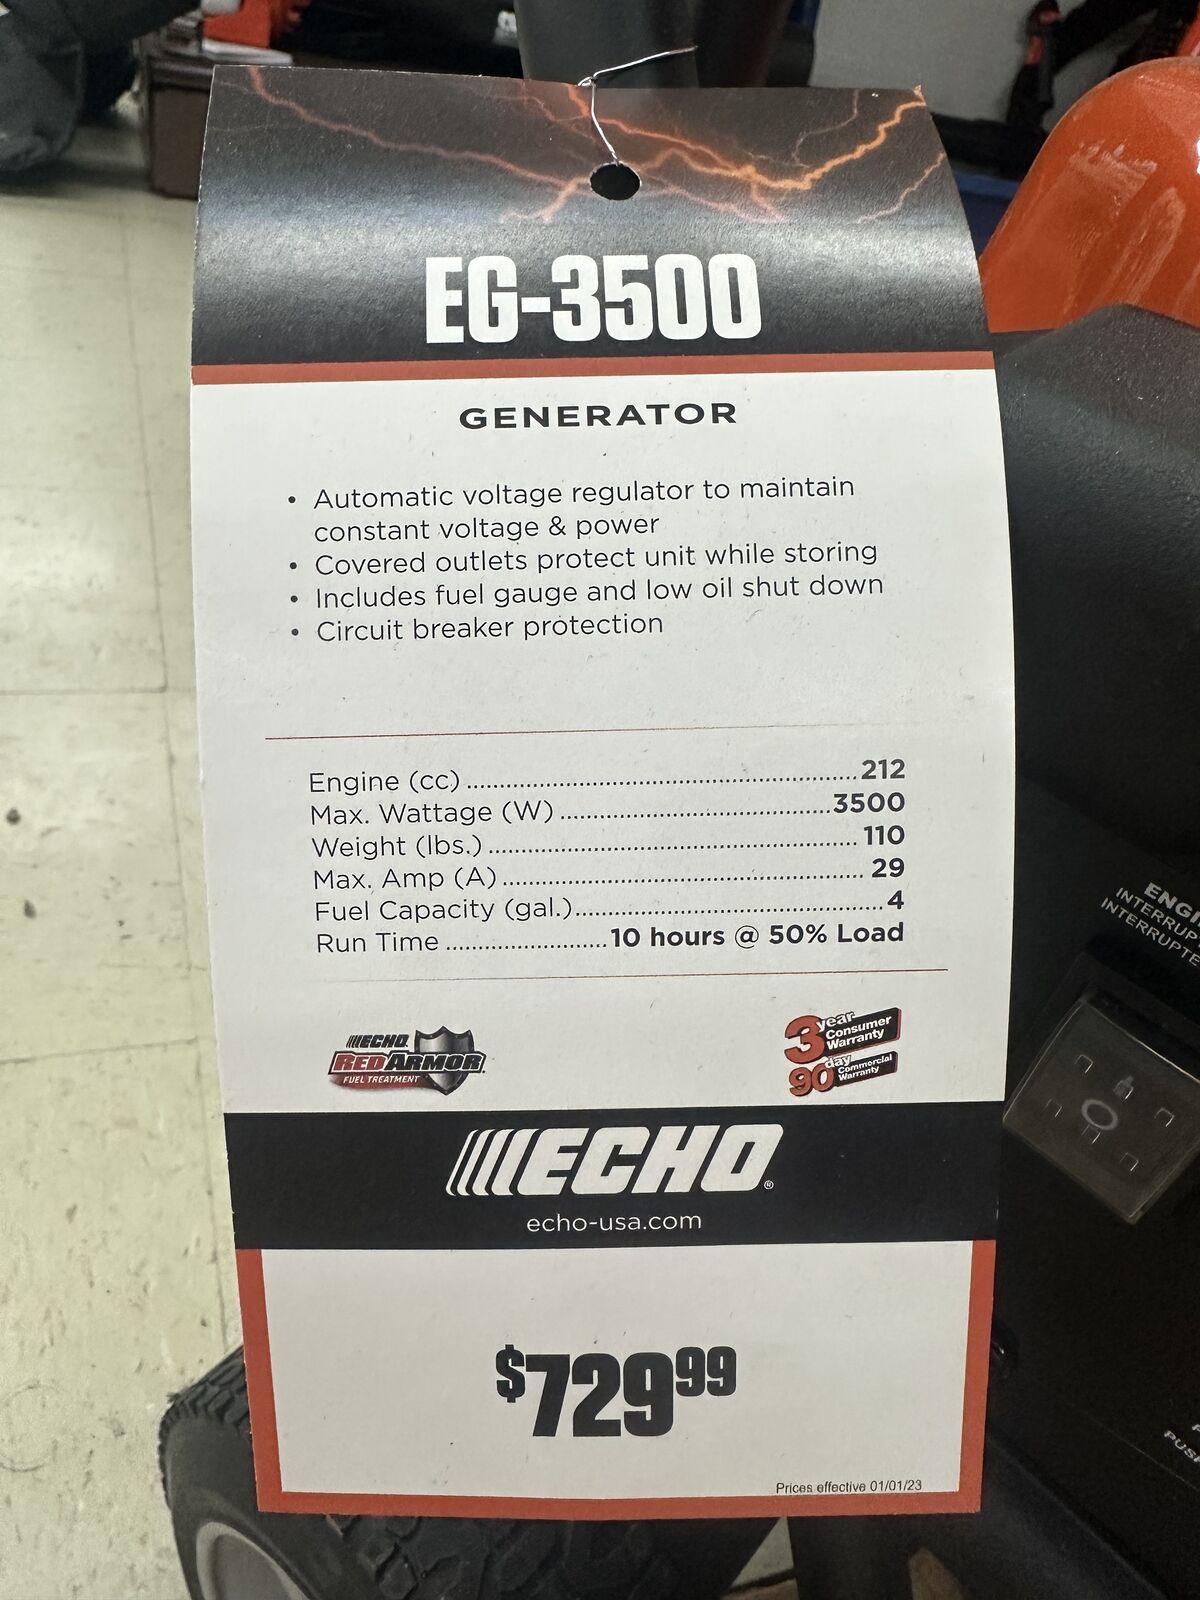 EG-3500
GENERATOR
• Automatic voltage regulator to maintain
constant voltage & power
• Covered outlets protect unit while storing
• Includes fuel gauge and low oil shut down
• Circuit breaker protection
Engine (cc) ........................................................ 212
Max. Wattage (W) ....................................... 3500
Weight (lbs.) ..................................................... 110
Max. Amp (A) .................................................... 29
Fuel Capacity (gal.)............................................ 4
Run Time ........................ 10 hours @ 50% Load
ECHO
RED ARMOR
FUEL TREATMENT
3 year Consumer Warranty
90 day Commercial Warranty
ECHO®
echo-usa.com
$729.99
Prices effective 01/01/23